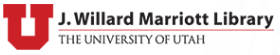 J. Willard Marriott Library
THE UNIVERSITY OF UTAH